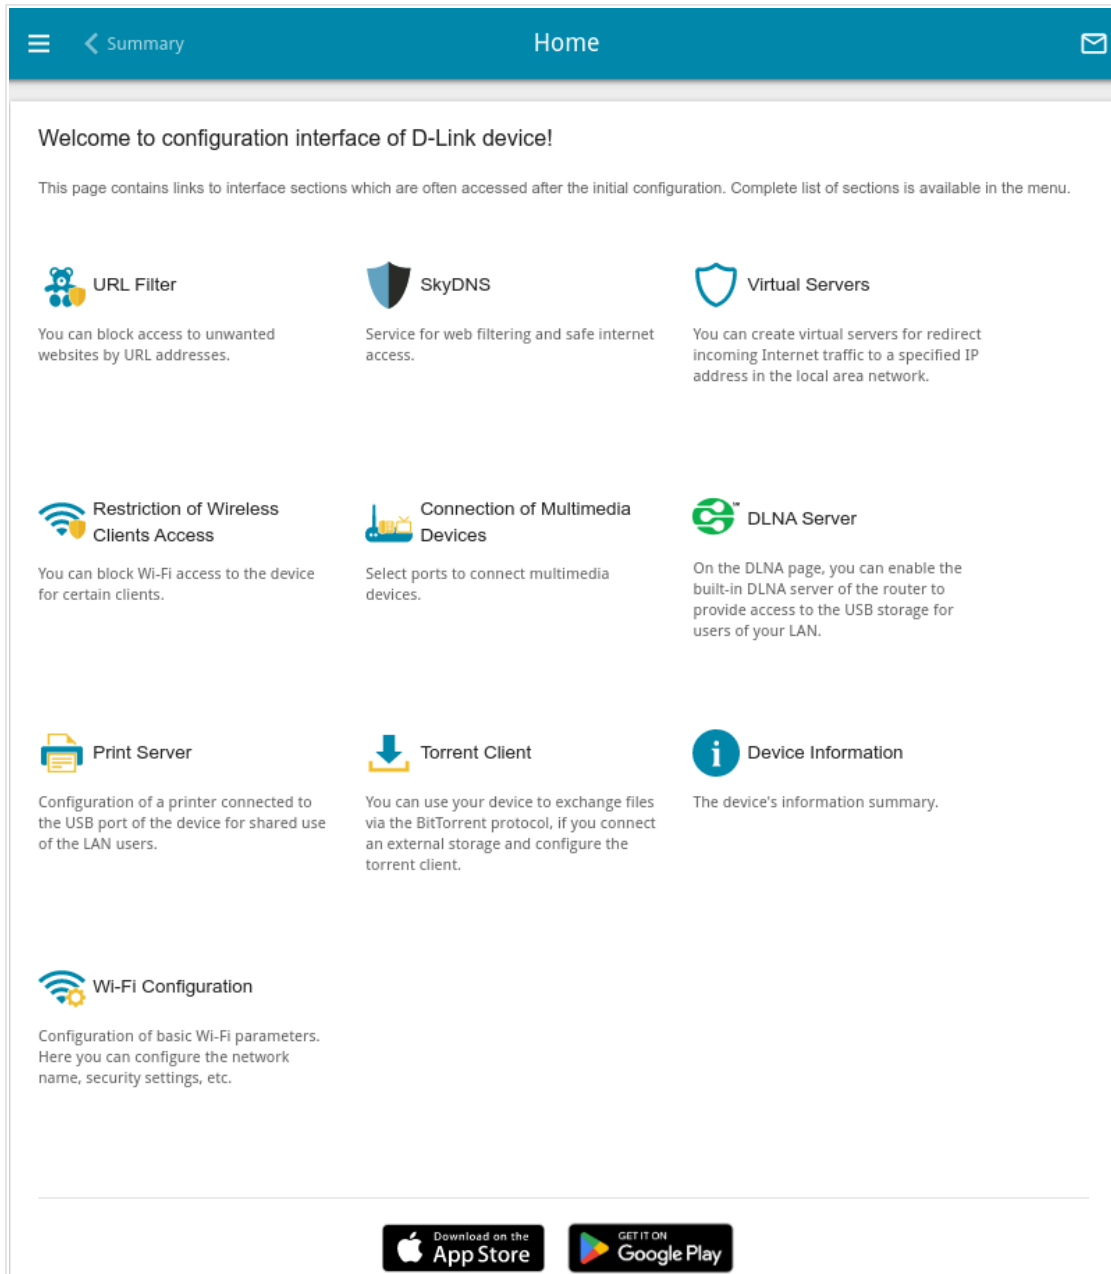 Summary
Home
Welcome to configuration interface of D-Link device!
This page contains links to interface sections which are often accessed after the initial configuration. Complete list of sections is available in the menu.
URL Filter
You can block access to unwanted
websites by URL addresses.
SkyDNS
Service for web filtering and safe internet
access.
Virtual Servers
You can create virtual servers for redirect
incoming Internet traffic to a specified IP
address in the local area network.
Restriction of Wireless
Clients Access
You can block Wi-Fi access to the device
for certain clients.
Connection of Multimedia
Devices
Select ports to connect multimedia
devices.
DLNA Server
On the DLNA page, you can enable the
built-in DLNA server of the router to
provide access to the USB storage for
users of your LAN.
Print Server
Configuration of a printer connected to
the USB port of the device for shared use
of the LAN users.
Torrent Client
You can use your device to exchange files
via the BitTorrent protocol, if you connect
an external storage and configure the
torrent client.
Device Information
The device's information summary.
Wi-Fi Configuration
Configuration of basic Wi-Fi parameters.
Here you can configure the network
name, security settings, etc.
Download on the
App Store
GET IT ON
Google Play